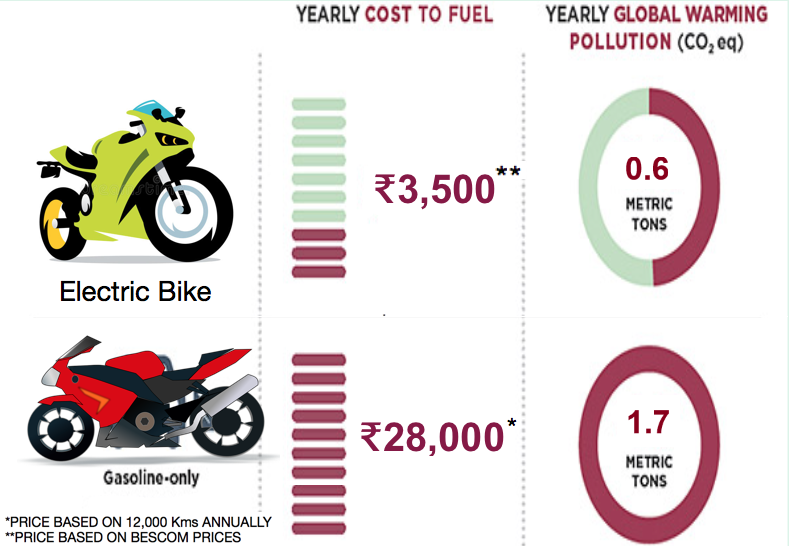 YEARLY COST TO FUEL
YEARLY GLOBAL WARMING
POLLUTION (CO₂ eq)
₹3,500**
0.6
METRIC
TONS
Electric Bike
₹28,000*
1.7
METRIC
TONS
Gasoline-only
*PRICE BASED ON 12,000 Kms ANNUALLY
**PRICE BASED ON BESCOM PRICES